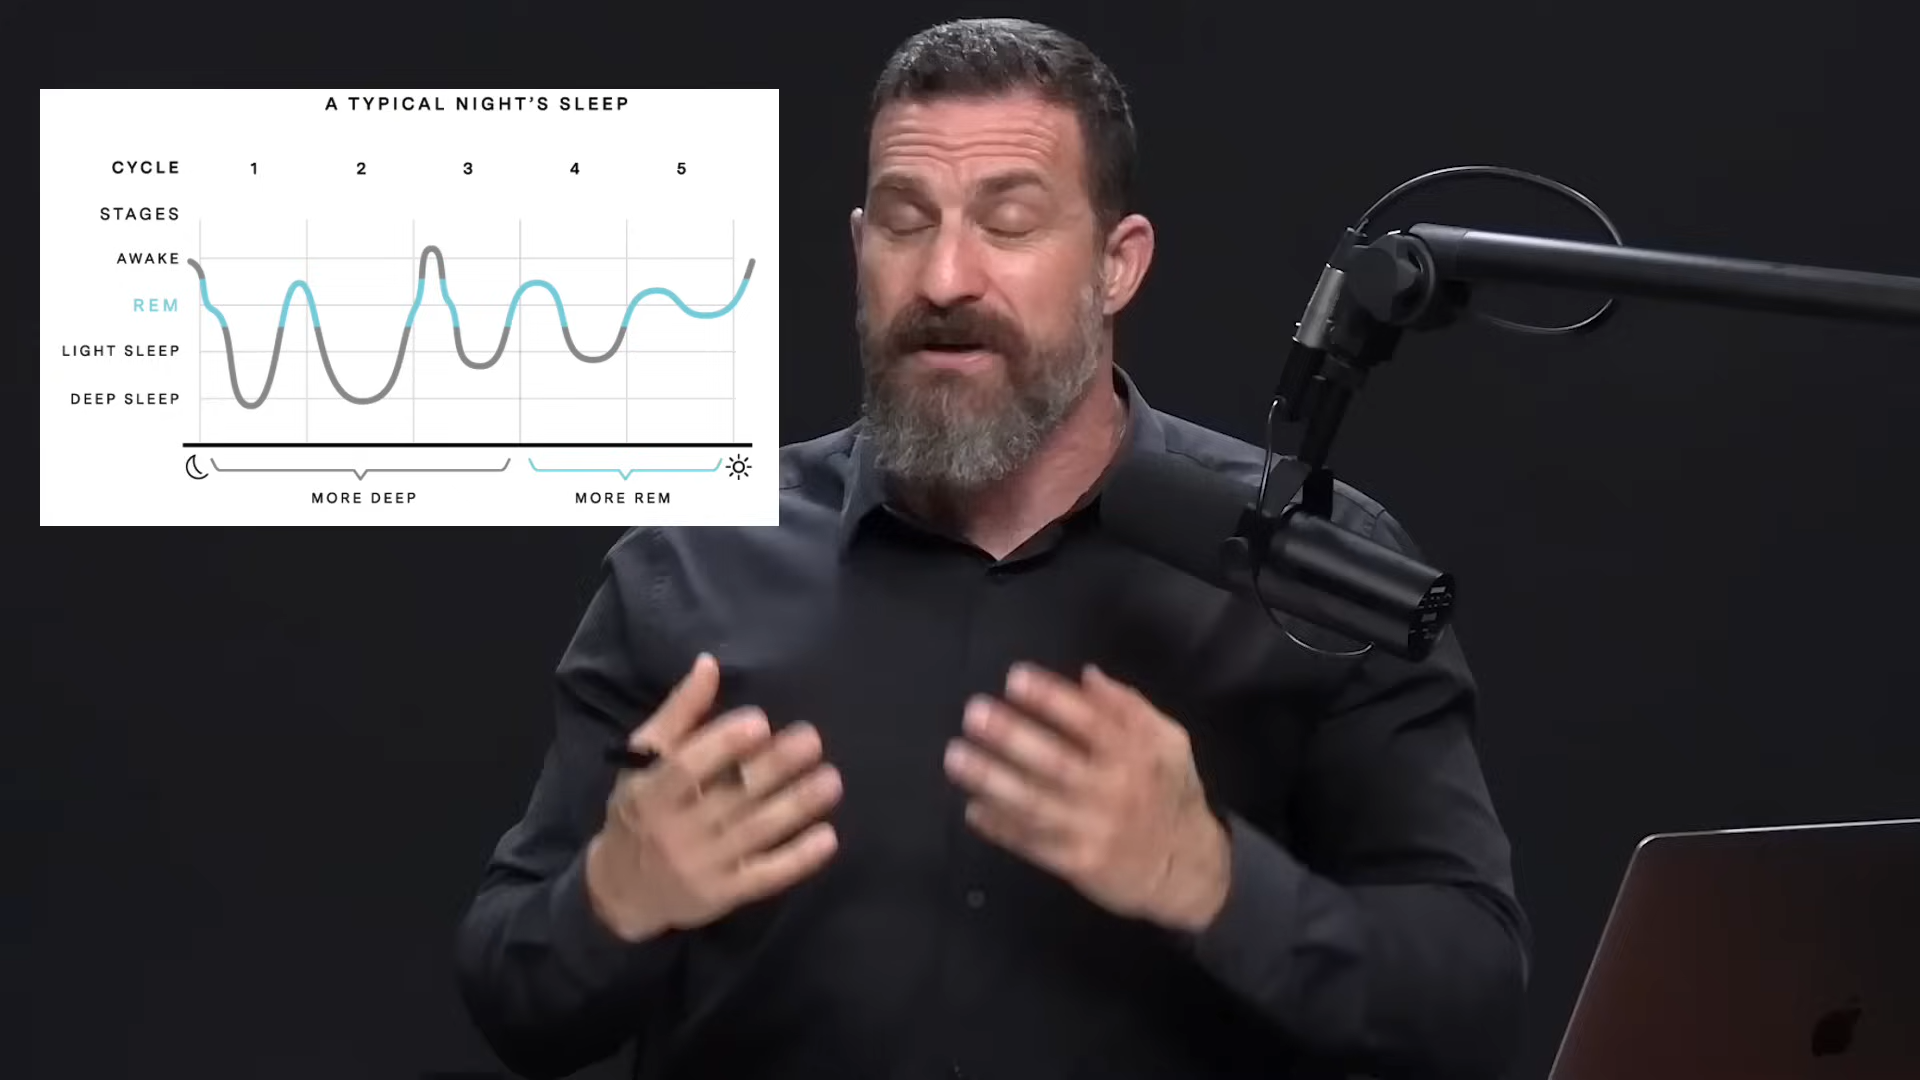 A TYPICAL NIGHT'S SLEEP
CYCLE 1 2 3 4 5
STAGES
AWAKE
REM
LIGHT SLEEP
DEEP SLEEP
MORE DEEP MORE REM